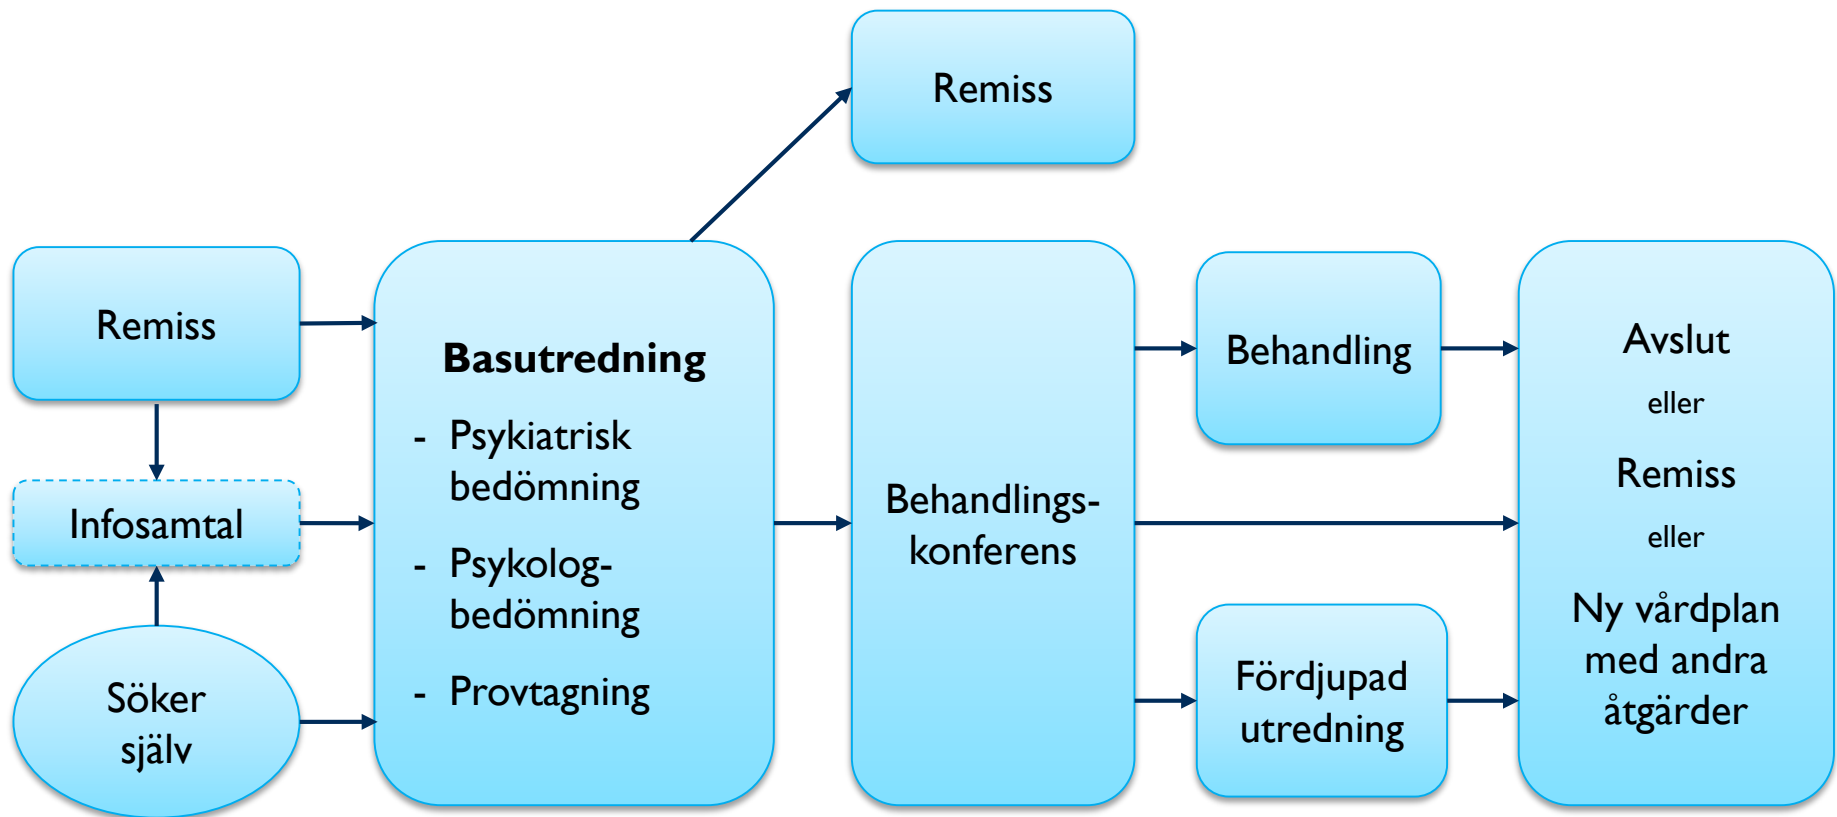 Remiss
Remiss
Infosamtal
Söker
själv
Basutredning
- Psykiatrisk
bedömning
- Psykolog-
bedömning
- Provtagning
Behandlings-
konferens
Behandling
Fördjupad
utredning
Avslut
eller
Remiss
eller
Ny vårdplan
med andra
åtgärder